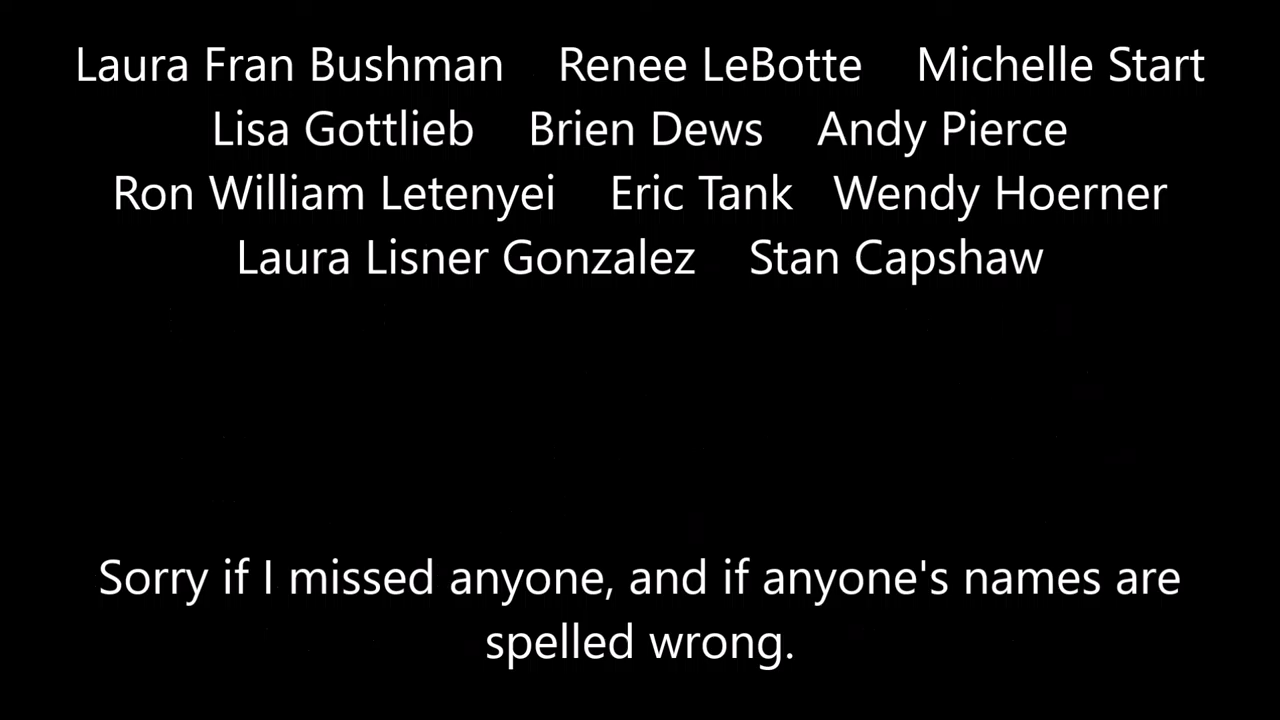 Laura Fran Bushman Renee LeBotte Michelle Start
Lisa Gottlieb Brien Dews Andy Pierce
Ron William Letenyei Eric Tank Wendy Hoerner
Laura Lisner Gonzalez Stan Capshaw
Sorry if I missed anyone, and if anyone's names are
spelled wrong.